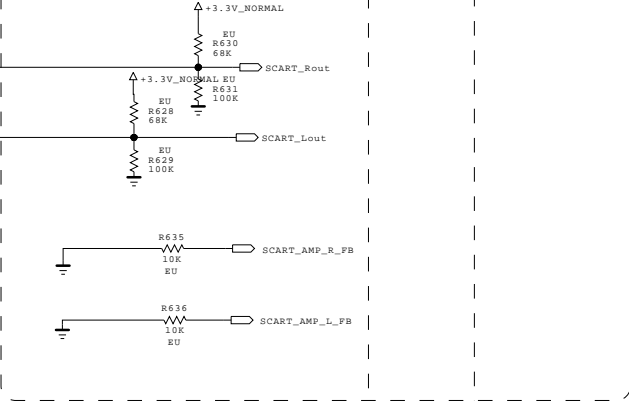 +3.3V_NORMAL
EU
R630
68K
SCART_Rout
+3.3V_NORMAL
EU
R631
100K
EU
R628
68K
SCART_Lout
EU
R629
100K
R635
10K
EU
SCART_AMP_R_FB
R636
10K
EU
SCART_AMP_L_FB